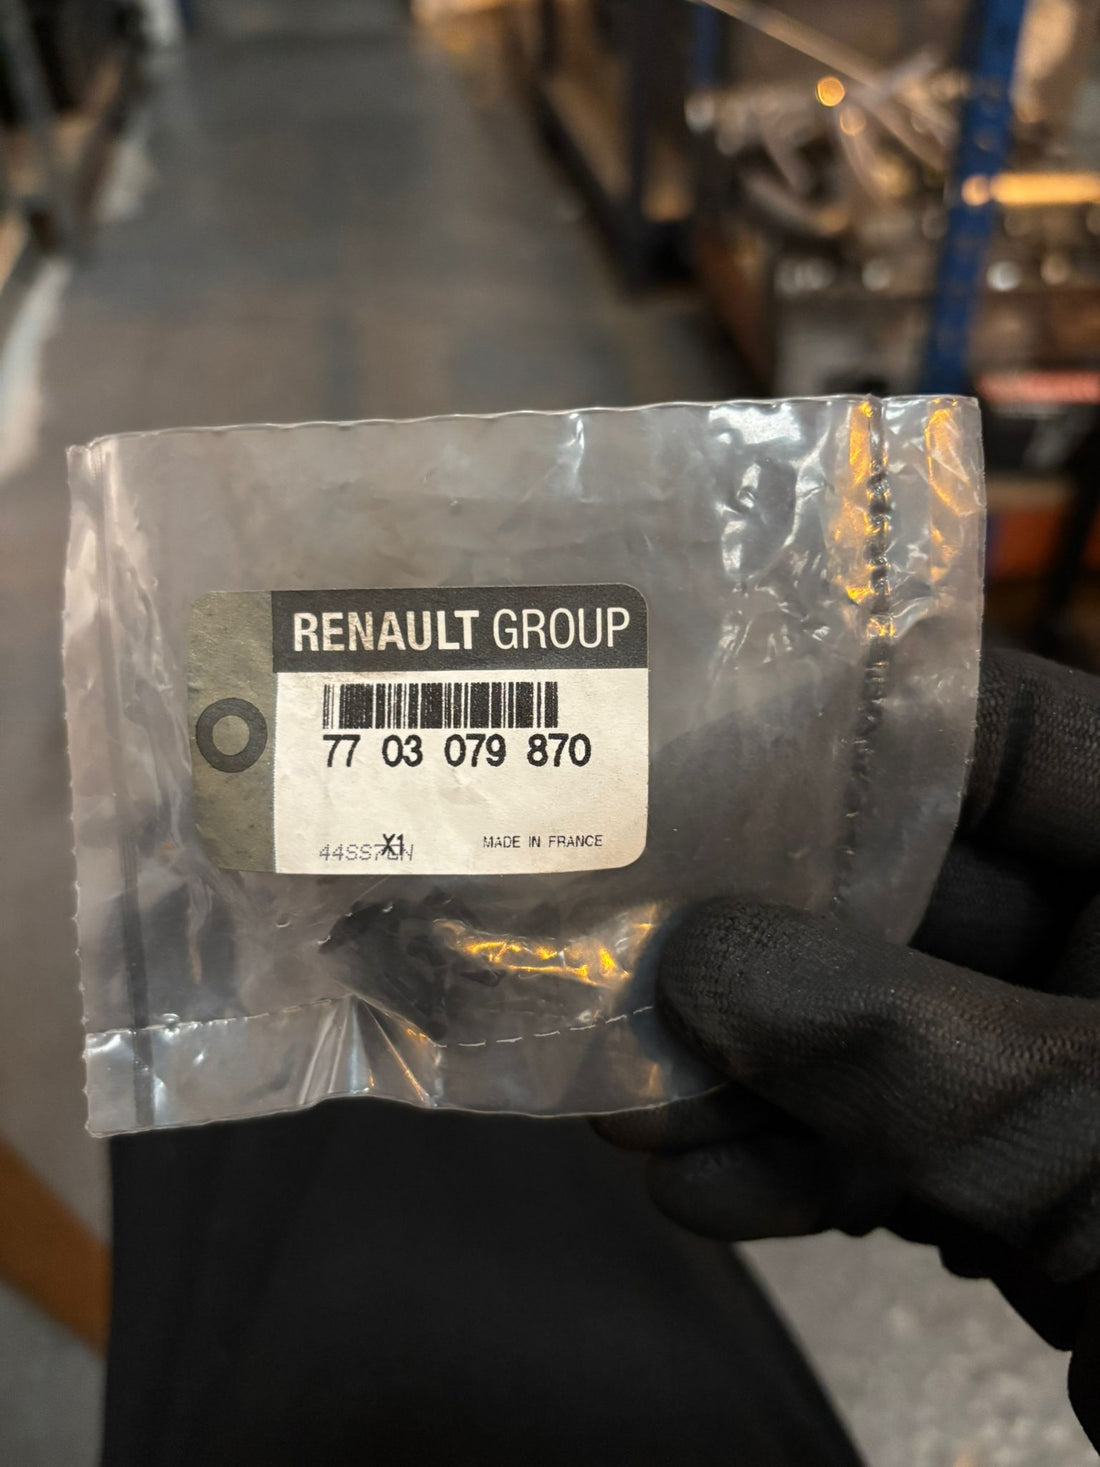 RENAULT GROUP
77 03 079 870
X1
MADE IN FRANCE